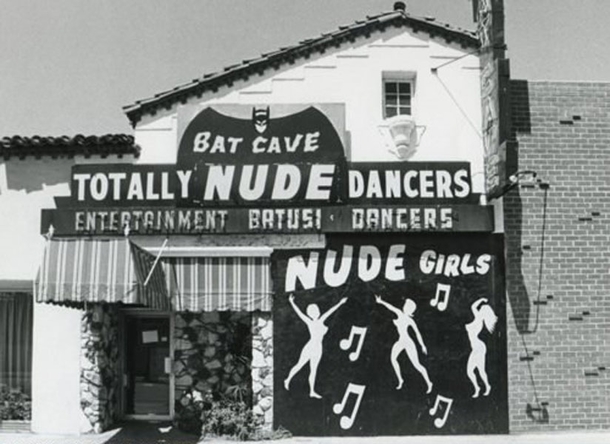 BAT CAVE
TOTALLY NUDE DANCERS
ENTERTAINMENT BATUSI · DANCERS
NUDE GIRLS